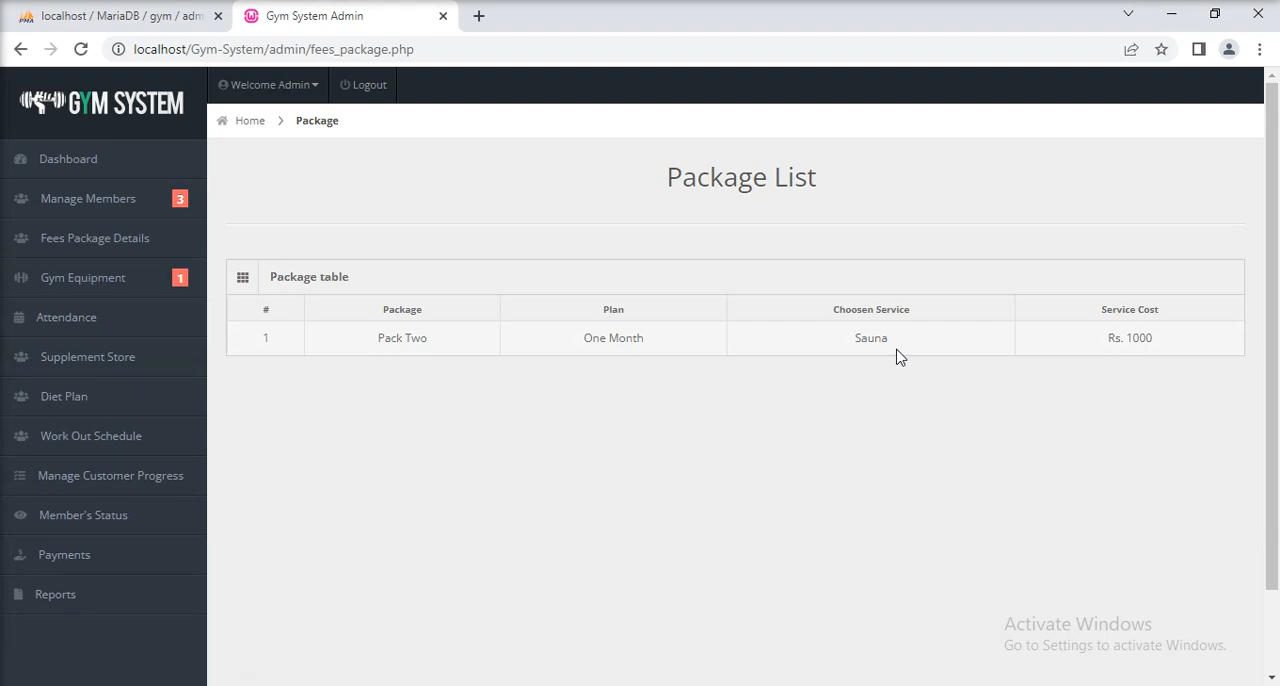 localhost / MariaDB / gym / adm
Gym System Admin
localhost/Gym-System/admin/fees_package.php
GYM SYSTEM
Welcome Admin
Logout
Home
Package
Dashboard
Manage Members
3
Fees Package Details
Gym Equipment
1
Attendance
Supplement Store
Diet Plan
Work Out Schedule
Manage Customer Progress
Member's Status
Payments
Reports
Package List
Package table
# Package Plan Choosen Service Service Cost
1 Pack Two One Month Sauna Rs. 1000
Activate Windows
Go to Settings to activate Windows.